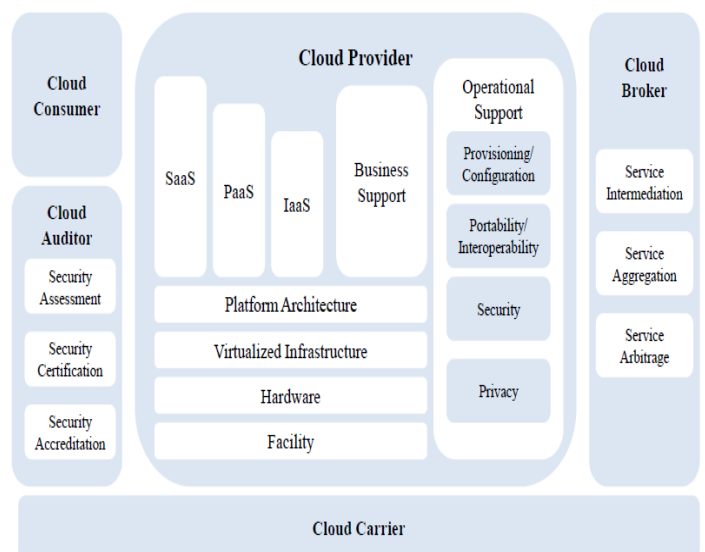 Cloud
Consumer
Cloud
Auditor
Security
Assessment
Security
Certification
Security
Accreditation
Cloud Provider
SaaS
PaaS
IaaS
Business
Support
Platform Architecture
Virtualized Infrastructure
Hardware
Facility
Operational
Support
Provisioning/
Configuration
Portability/
Interoperability
Security
Privacy
Cloud
Broker
Service
Intermediation
Service
Aggregation
Service
Arbitrage
Cloud Carrier